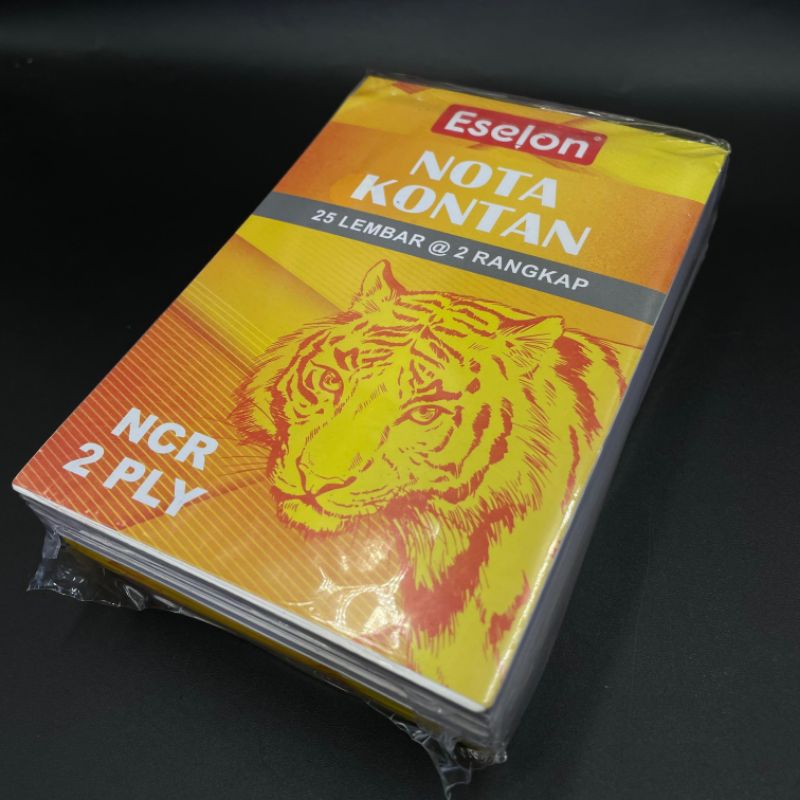 Eselon
NOTA
KONTAN
25 LEMBAR @ 2 RANGKAP
NCR
2 PLY